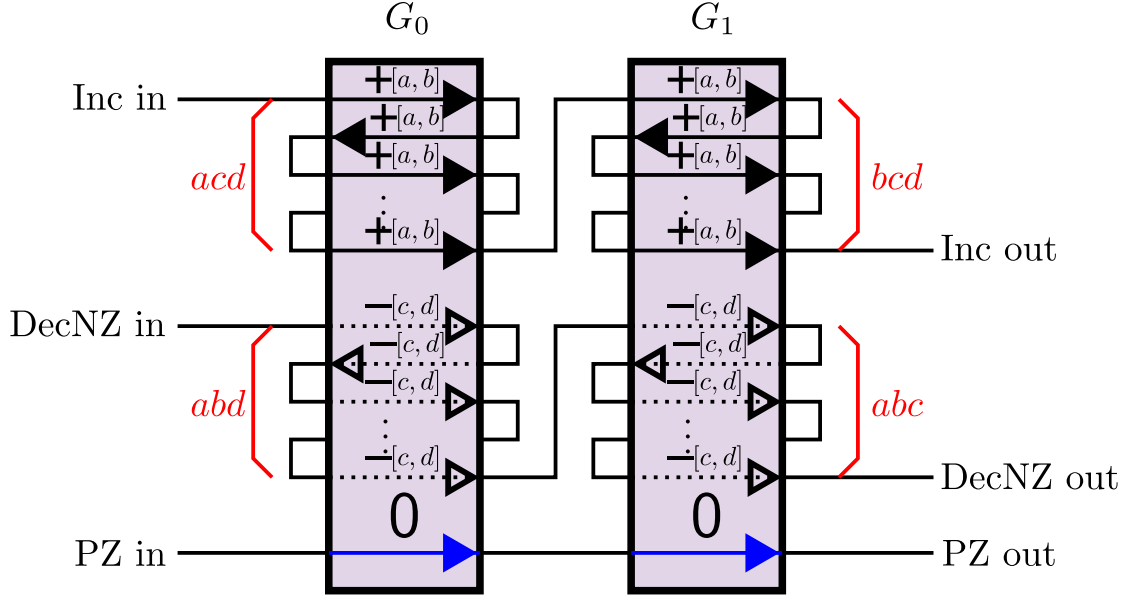 G₀ G₁
Inc in +[a, b] +[a, b]
+[a, b] +[a, b]
+[a, b] +[a, b]
acd bcd
⋮ ⋮
+[a, b] +[a, b] Inc out
DecNZ in −[c, d] −[c, d]
−[c, d] −[c, d]
−[c, d] −[c, d]
abd abc
⋮ ⋮
−[c, d] −[c, d] DecNZ out
0 0
PZ in PZ out